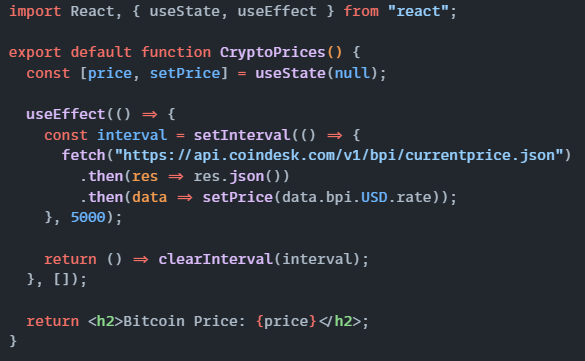 import React, { useState, useEffect } from "react";

export default function CryptoPrices() {
  const [price, setPrice] = useState(null);

  useEffect(() => {
    const interval = setInterval(() => {
      fetch("https://api.coindesk.com/v1/bpi/currentprice.json")
        .then(res => res.json())
        .then(data => setPrice(data.bpi.USD.rate));
    }, 5000);

    return () => clearInterval(interval);
  }, []);

  return <h2>Bitcoin Price: {price}</h2>;
}